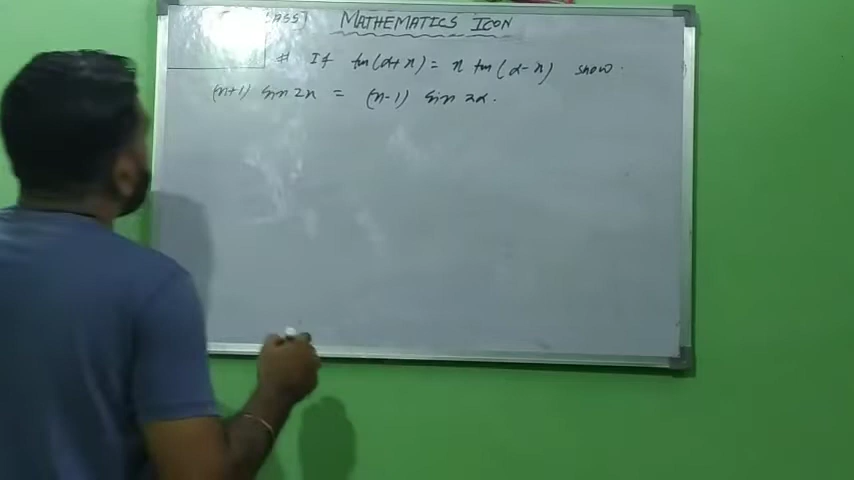 MATHEMATICS ICON
# If tan(α+x) = n tan(α-x) show.
(n+1) sin 2x = (n-1) sin 2α.